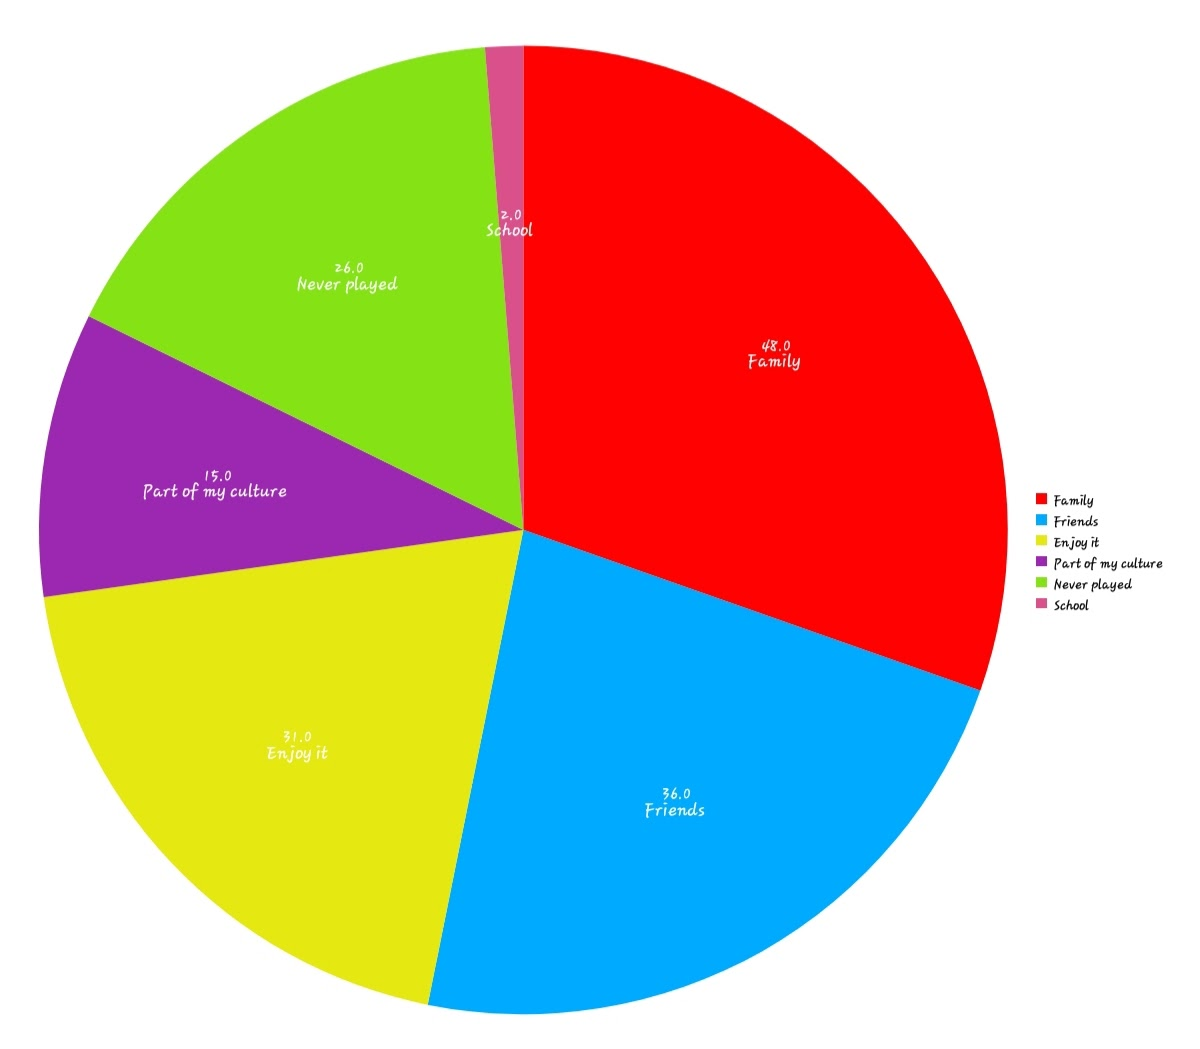 2.0
School
26.0
Never played
48.0
Family
15.0
Part of my culture
31.0
Enjoy it
36.0
Friends
Family
Friends
Enjoy it
Part of my culture
Never played
School